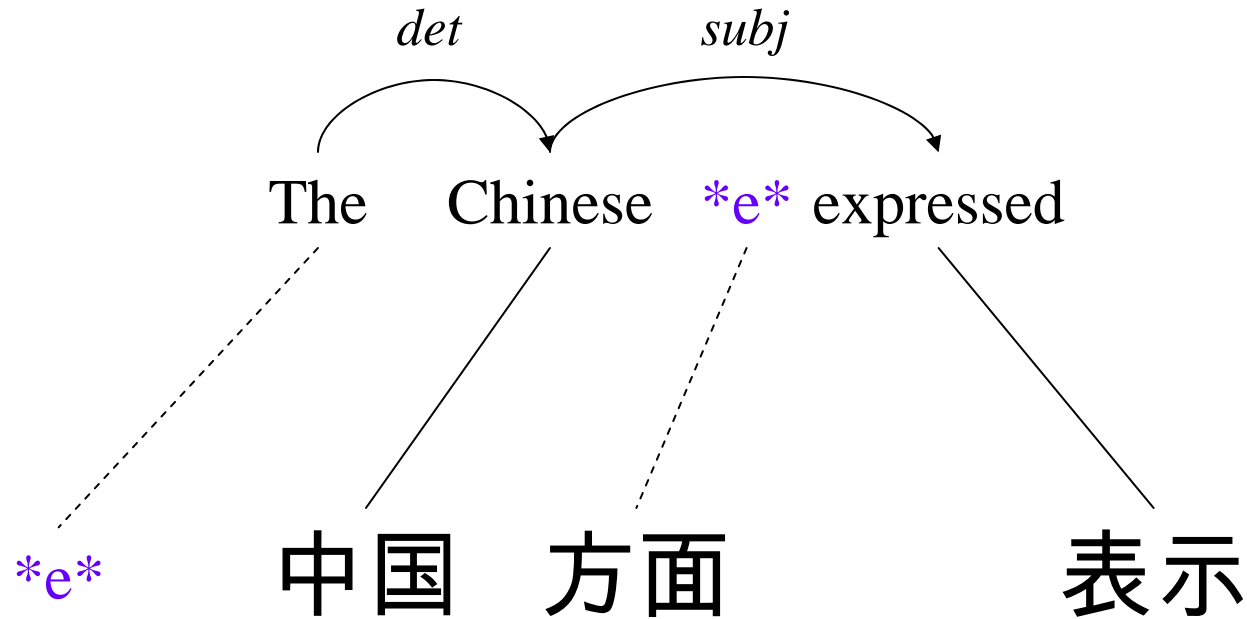 det subj
The Chinese *e* expressed
*e* 中国 方面 表示